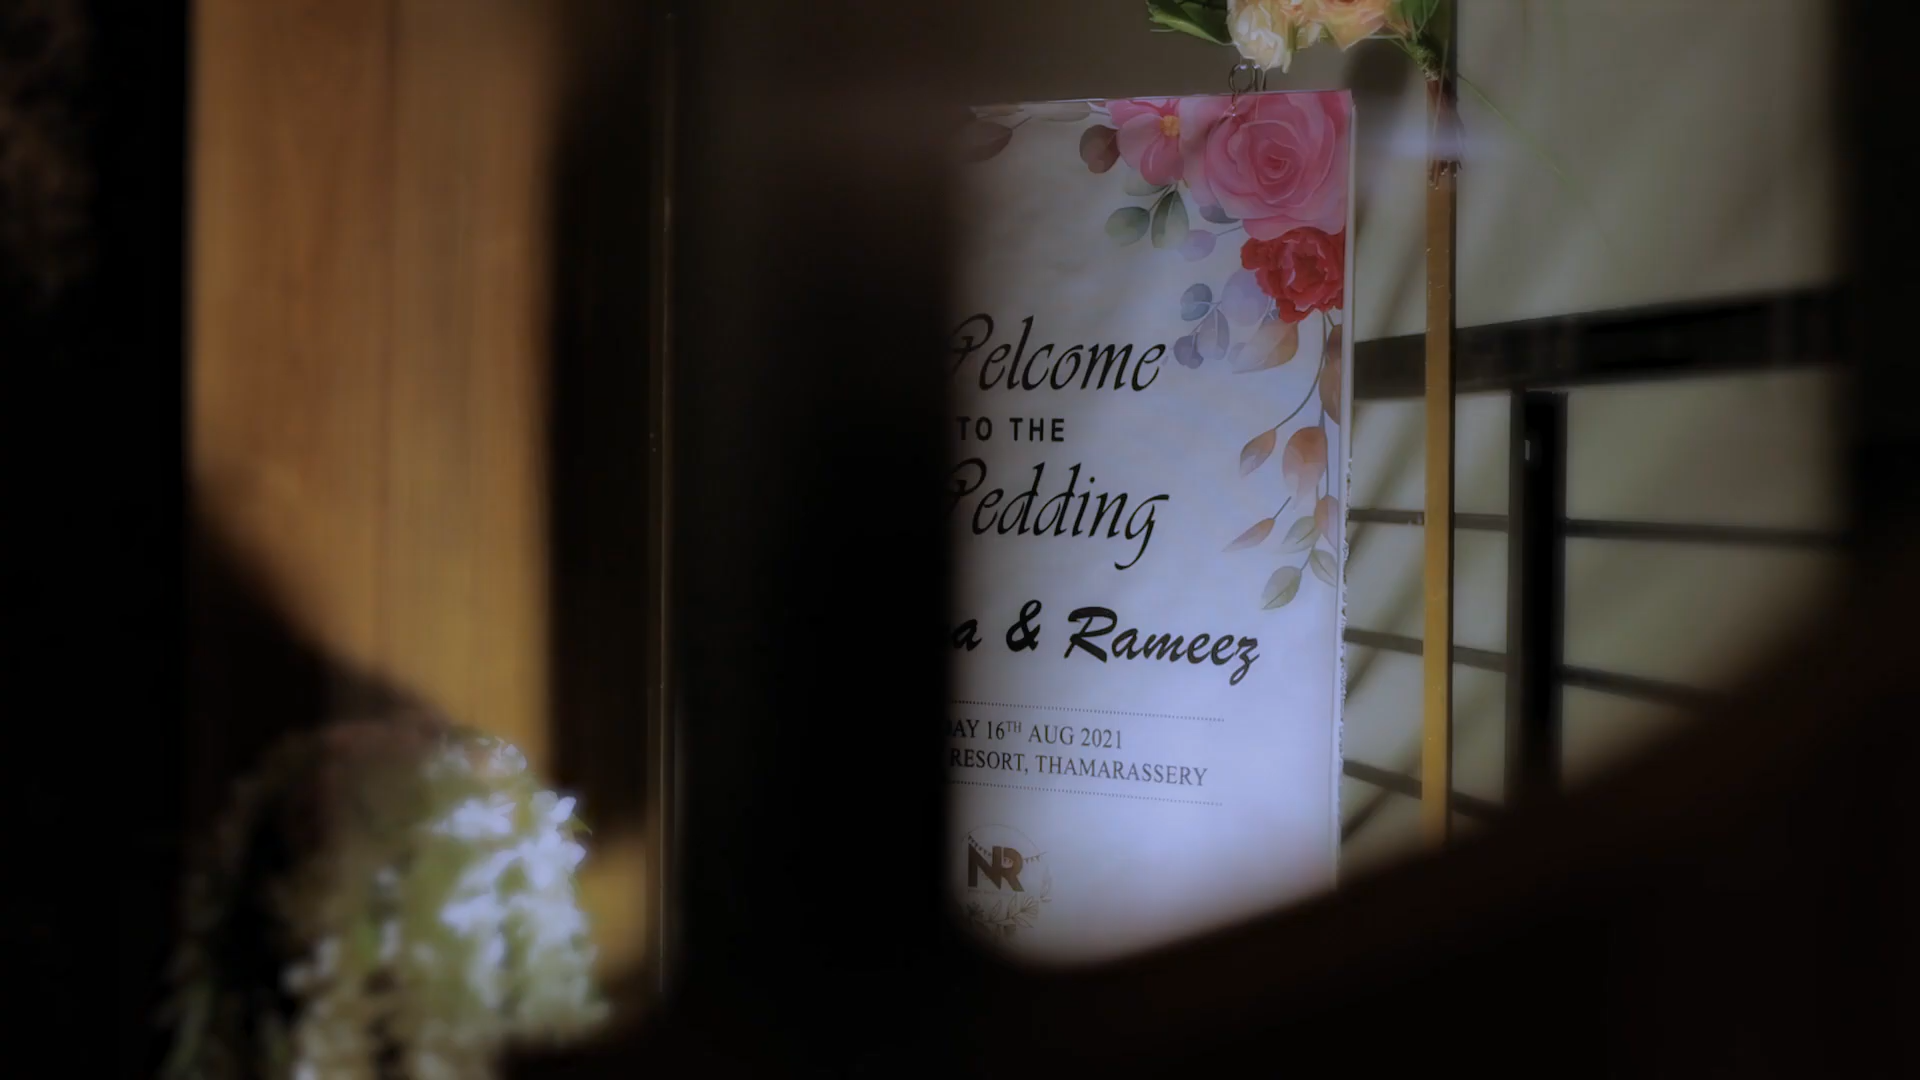 elcome
TO THE
edding
a & Rameez
AY 16TH AUG 2021
RESORT, THAMARASSERY
NR